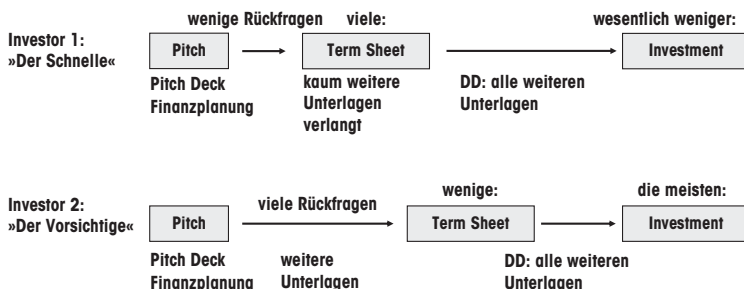 wenige Rückfragen viele: wesentlich weniger:
Investor 1:
»Der Schnelle«
Pitch Term Sheet Investment
Pitch Deck
Finanzplanung
kaum weitere
Unterlagen
verlangt
DD: alle weiteren
Unterlagen
wenige: die meisten:
Investor 2:
»Der Vorsichtige«
viele Rückfragen
Pitch Term Sheet Investment
Pitch Deck
Finanzplanung
weitere
Unterlagen
DD: alle weiteren
Unterlagen